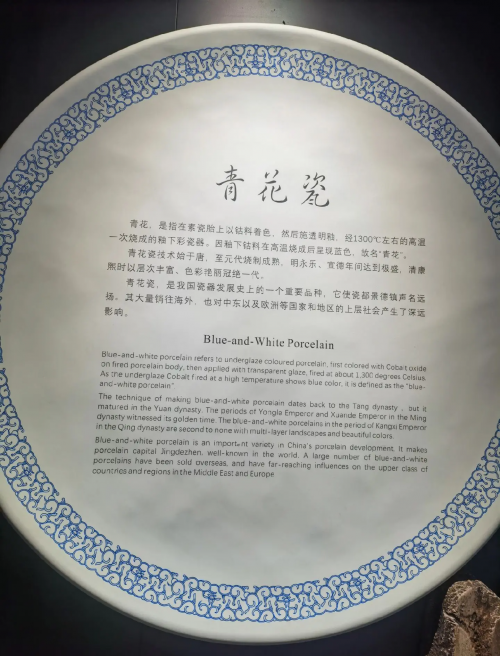 青花瓷
青花，是指在素瓷胎上以钴料着色，然后施透明釉，经1300℃左右的高温
一次烧成的釉下彩瓷器。因釉下钴料在高温烧成后呈现蓝色，故名“青花”。
青花瓷技术始于唐，至元代烧制成熟，明永乐、宣德年间达到极盛，清康
熙时以层次丰富，色彩艳丽冠绝一代。
青花瓷，是我国瓷器发展史上的一个重要品种，它使瓷都景德镇声名远
扬。其大量销往海外，也对中东以及欧洲等国家和地区的上层社会产生了深远
影响。
Blue-and-White Porcelain
Blue-and-white porcelain refers to underglaze coloured porcelain, first colored with Cobalt oxide
on fired porcelain body, then applied with transparent glaze, fired at about 1,300 degrees Celsius.
As the underglaze Cobalt fired at a high temperature shows blue color, it is defined as the "blue-
and-white porcelain"
The technique of making blue-and-white porcelain dates back to the Tang dynasty , but it
matured in the Yuan dynasty. The periods of Yongle Emperor and Xuande Emperor in the Ming
dynasty witnessed its golden time. The blue-and-white porcelains in the period of Kangxi Emperor
in the Qing dynasty are second to none with multi-layer landscapes and beautiful colors.
Blue-and-white porcelain is an important variety in China's porcelain development. It makes
porcelain capital Jingdezhen, well-known in the world. A large number of blue-and-white
porcelains have been sold overseas, and have far-reaching influences on the upper class of
countries and regions in the Middle East and Europe